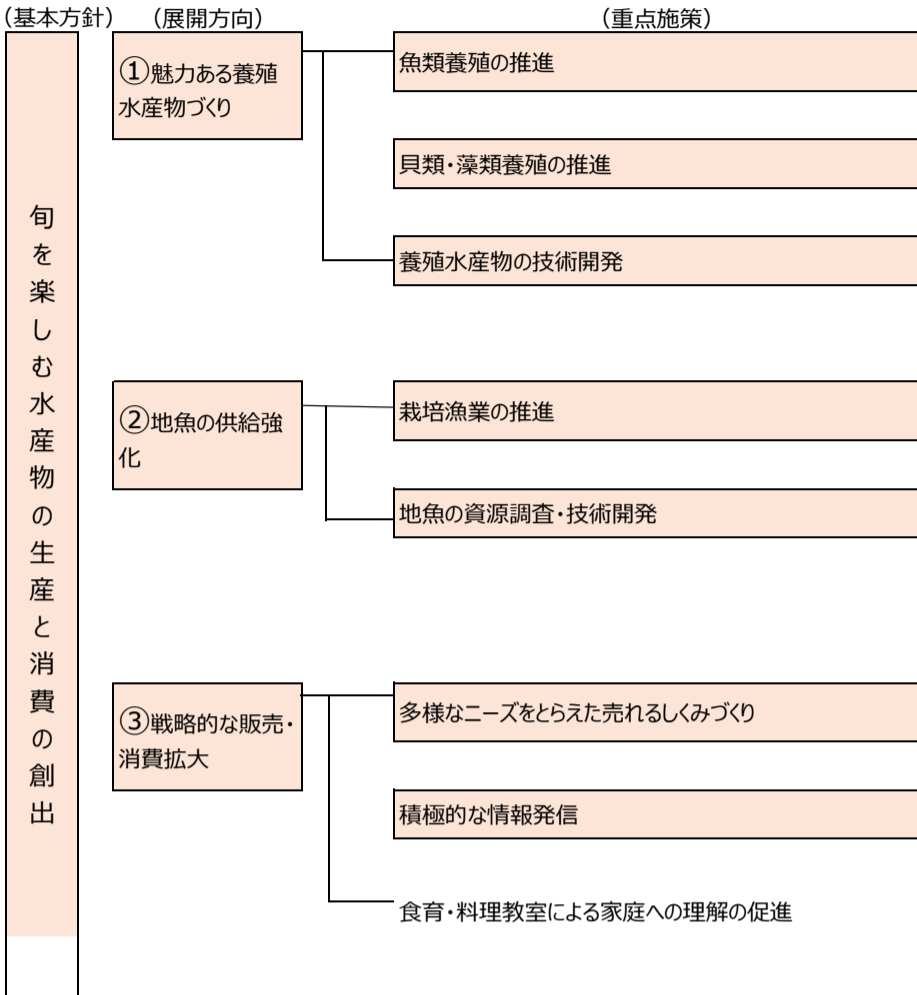 （基本方針）　（展開方向）　（重点施策）
旬を楽しむ水産物の生産と消費の創出
①魅力ある養殖
水産物づくり
魚類養殖の推進
貝類・藻類養殖の推進
養殖水産物の技術開発
②地魚の供給強
化
栽培漁業の推進
地魚の資源調査・技術開発
③戦略的な販売・
消費拡大
多様なニーズをとらえた売れるしくみづくり
積極的な情報発信
食育・料理教室による家庭への理解の促進